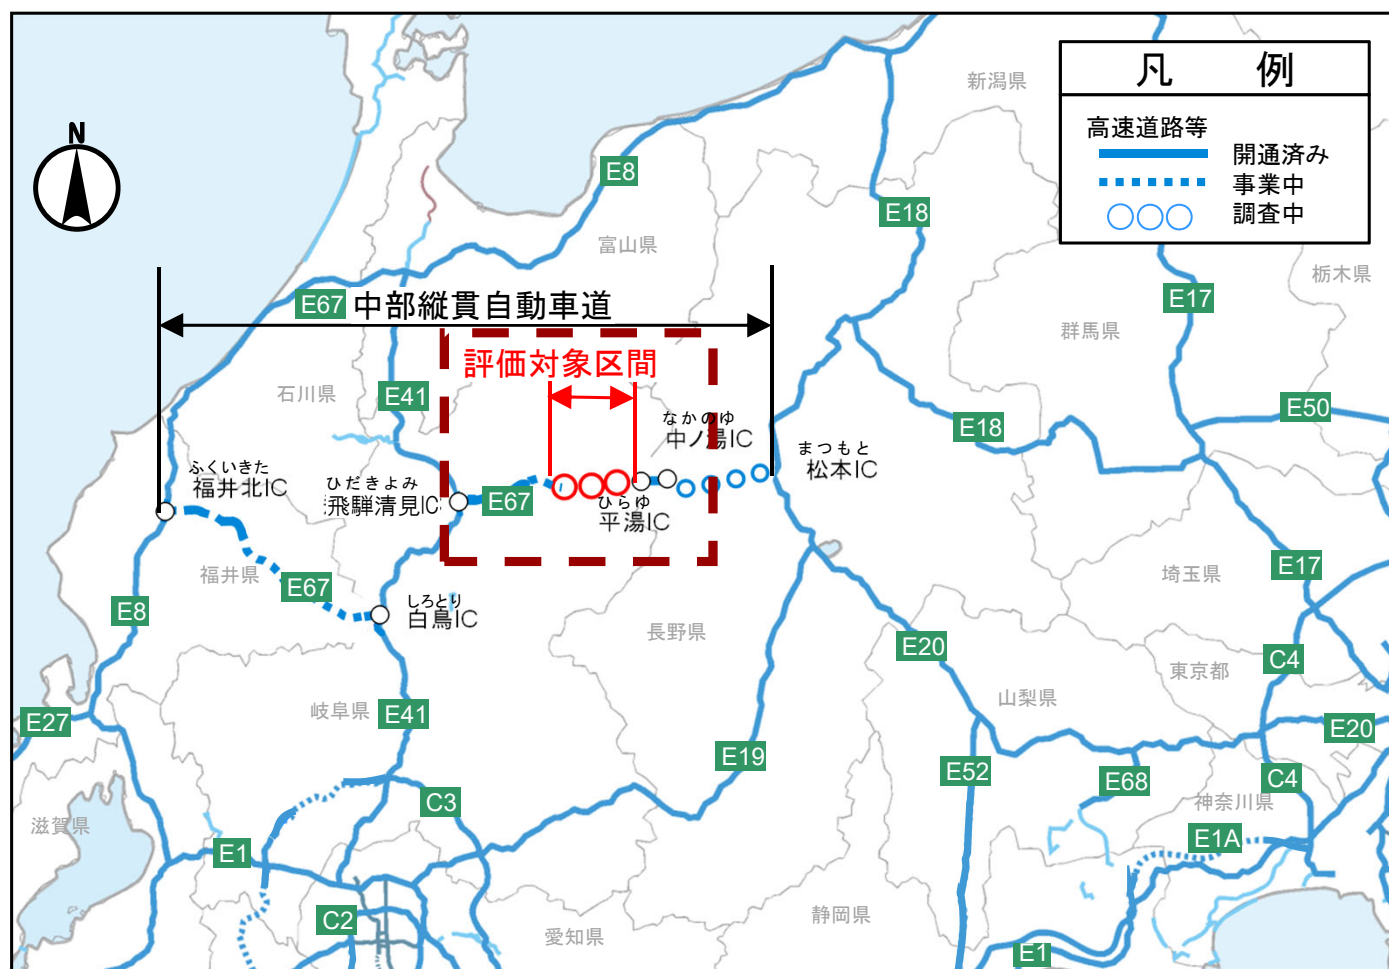 凡 例
高速道路等
開通済み
事業中
調査中
N
新潟県
E8
E18
富山県
栃木県
E67
中部縦貫自動車道
E17
群馬県
評価対象区間
石川県
E41
E50
E18
なかのゆ
中ノ湯IC
まつもと
松本IC
ふくいきた
福井北IC
ひだきよみ
飛騨清見IC
E67
ひらゆ
平湯IC
福井県
E67
E17
埼玉県
しろとり
白鳥IC
E8
長野県
E20
東京都
C4
岐阜県
E41
山梨県
E27
E20
E19
E52
E68
C4
神奈川県
C3
滋賀県
E1
E1A
静岡県
C2
愛知県
E1